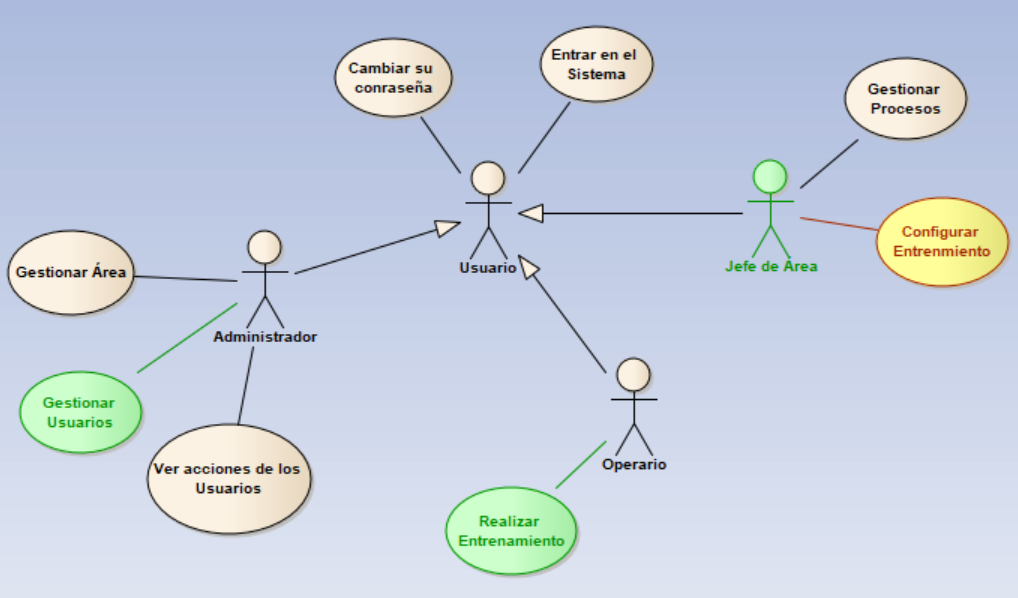 Cambiar su
conraseña
Entrar en el
Sistema
Gestionar
Procesos
Configurar
Entrenmiento
Usuario
Jefe de Área
Gestionar Área
Administrador
Gestionar
Usuarios
Ver acciones de los
Usuarios
Operario
Realizar
Entrenamiento